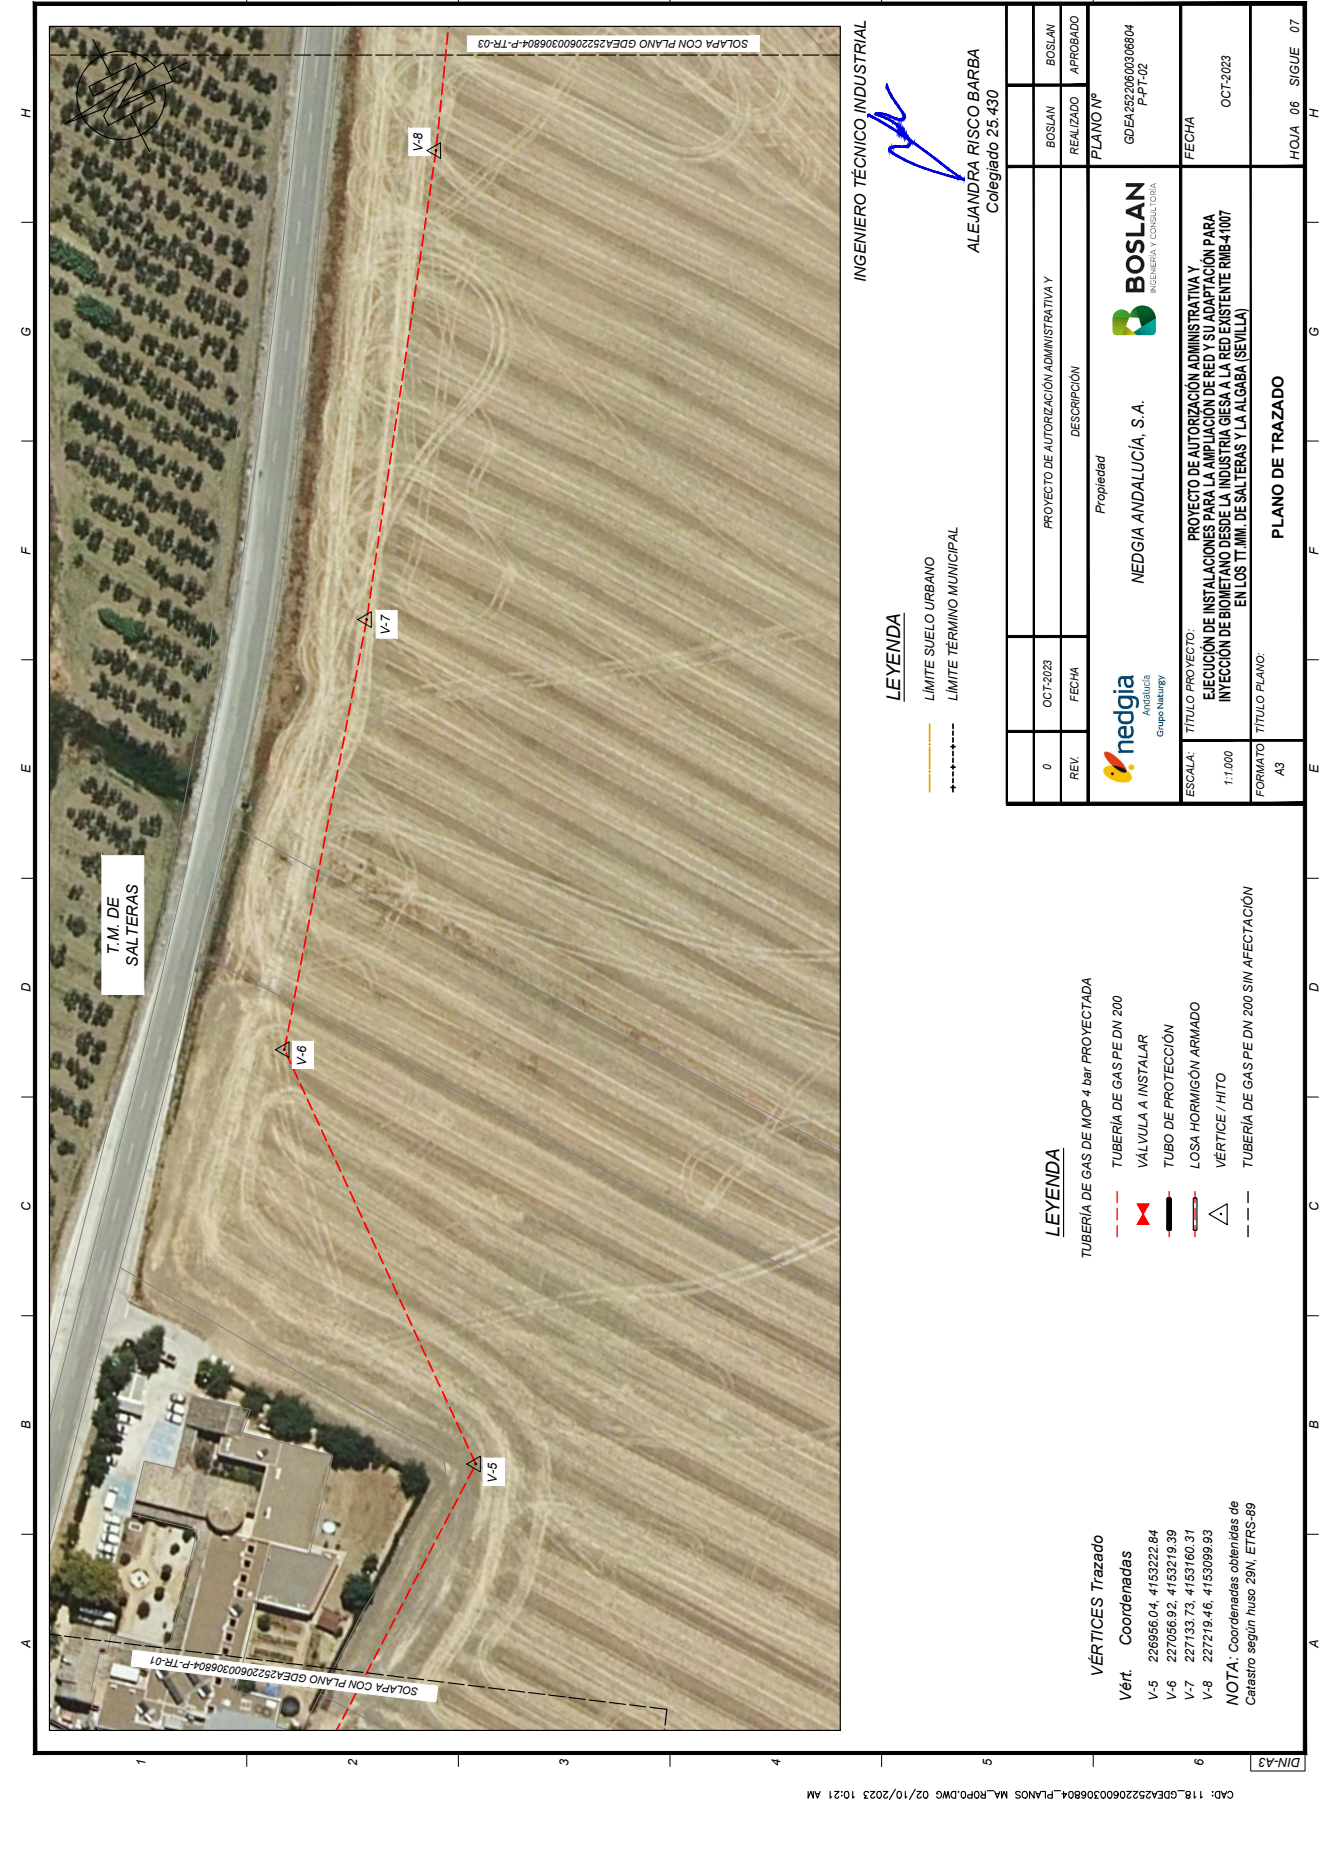 SOLAPA CON PLANO GDEA25220600306804-P-TR-01
SOLAPA CON PLANO GDEA25220600306804-P-TR-03
T.M. DE
SALTERAS
V-5
V-6
V-7
V-8
A
B
C
D
E
F
G
H
A
B
C
D
E
F
G
H
1
2
3
4
5
6
VÉRTICES Trazado
Vért. Coordenadas
V-5 226956.04, 4153222.84
V-6 227056.92, 4153219.39
V-7 227133.73, 4153160.31
V-8 227219.46, 4153099.93
NOTA: Coordenadas obtenidas de
Catastro según huso 29N, ETRS-89
LEYENDA
TUBERÍA DE GAS DE MOP 4 bar PROYECTADA
TUBERÍA DE GAS PE DN 200
VÁLVULA A INSTALAR
TUBO DE PROTECCIÓN
LOSA HORMIGÓN ARMADO
VÉRTICE / HITO
TUBERÍA DE GAS PE DN 200 SIN AFECTACIÓN
LEYENDA
LÍMITE SUELO URBANO
LÍMITE TÉRMINO MUNICIPAL
INGENIERO TÉCNICO INDUSTRIAL
ALEJANDRA RISCO BARBA
Colegiado 25.430
0 OCT-2023 PROYECTO DE AUTORIZACIÓN ADMINISTRATIVA Y BOSLAN BOSLAN
REV. FECHA DESCRIPCIÓN REALIZADO APROBADO
nedgia
Andalucía
Grupo Naturgy
Propiedad
NEDGIA ANDALUCÍA, S.A.
BOSLAN
INGENIERÍA Y CONSULTORÍA
PLANO Nº
GDEA25220600306804
P-PT-02
ESCALA:
1:1.000
TÍTULO PROYECTO:
PROYECTO DE AUTORIZACIÓN ADMINISTRATIVA Y
EJECUCIÓN DE INSTALACIONES PARA LA AMPLIACIÓN DE RED Y SU ADAPTACIÓN PARA
INYECCIÓN DE BIOMETANO DESDE LA INDUSTRIA GIESA A LA RED EXISTENTE RMB-41007
EN LOS TT.MM. DE SALTERAS Y LA ALGABA (SEVILLA)
FECHA
OCT-2023
FORMATO
A3
TÍTULO PLANO:
PLANO DE TRAZADO
HOJA 06 SIGUE 07
DIN-A3
CAD: 118_GDEA25220600306804_PLANOS MA_R0P0.DWG 02/10/2023 10:21 AM